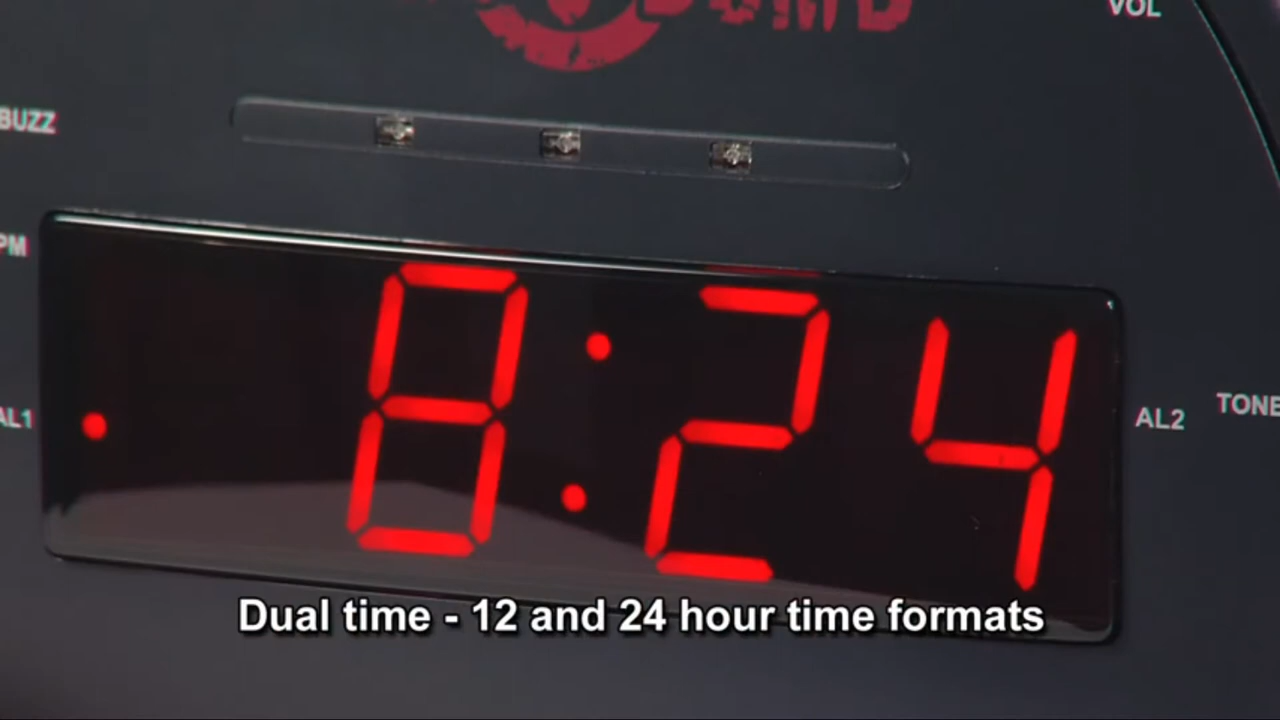 VOL
BUZZ
PM
8:24
AL1
AL2
TONE
Dual time - 12 and 24 hour time formats